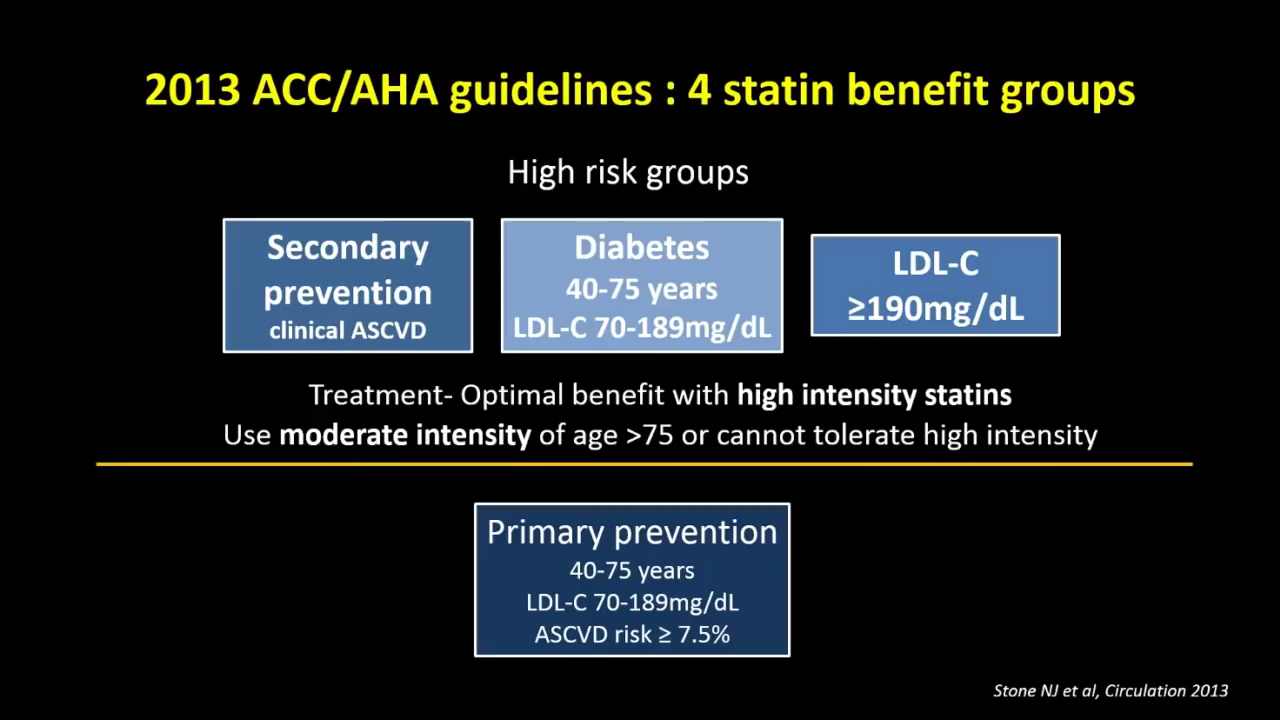 2013 ACC/AHA guidelines : 4 statin benefit groups
High risk groups
Secondary
prevention
clinical ASCVD
Diabetes
40-75 years
LDL-C 70-189mg/dL
LDL-C
≥190mg/dL
Treatment- Optimal benefit with high intensity statins
Use moderate intensity of age >75 or cannot tolerate high intensity
Primary prevention
40-75 years
LDL-C 70-189mg/dL
ASCVD risk ≥ 7.5%
Stone NJ et al, Circulation 2013